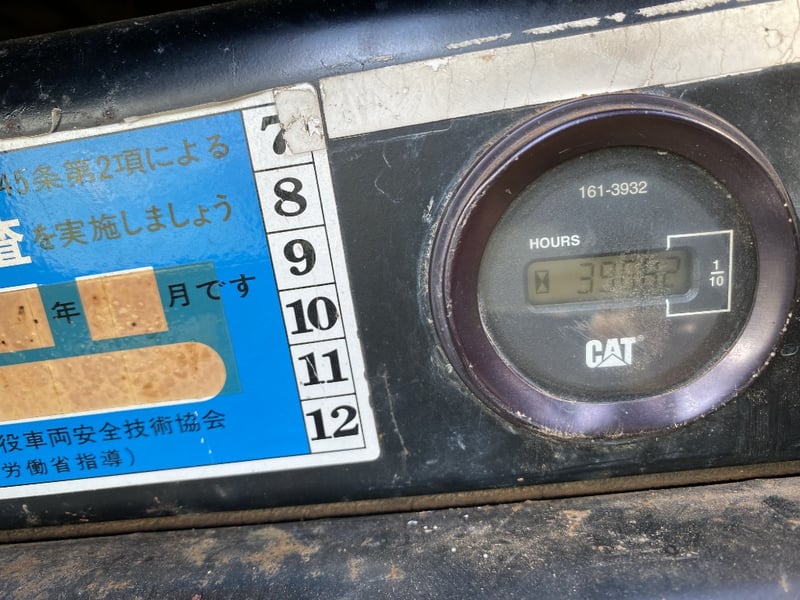 45条第2項による
査を実施しましょう
年 月です
役車両安全技術協会
労働省指導)
7
8
9
10
11
12
161-3932
HOURS
1/10
CAT